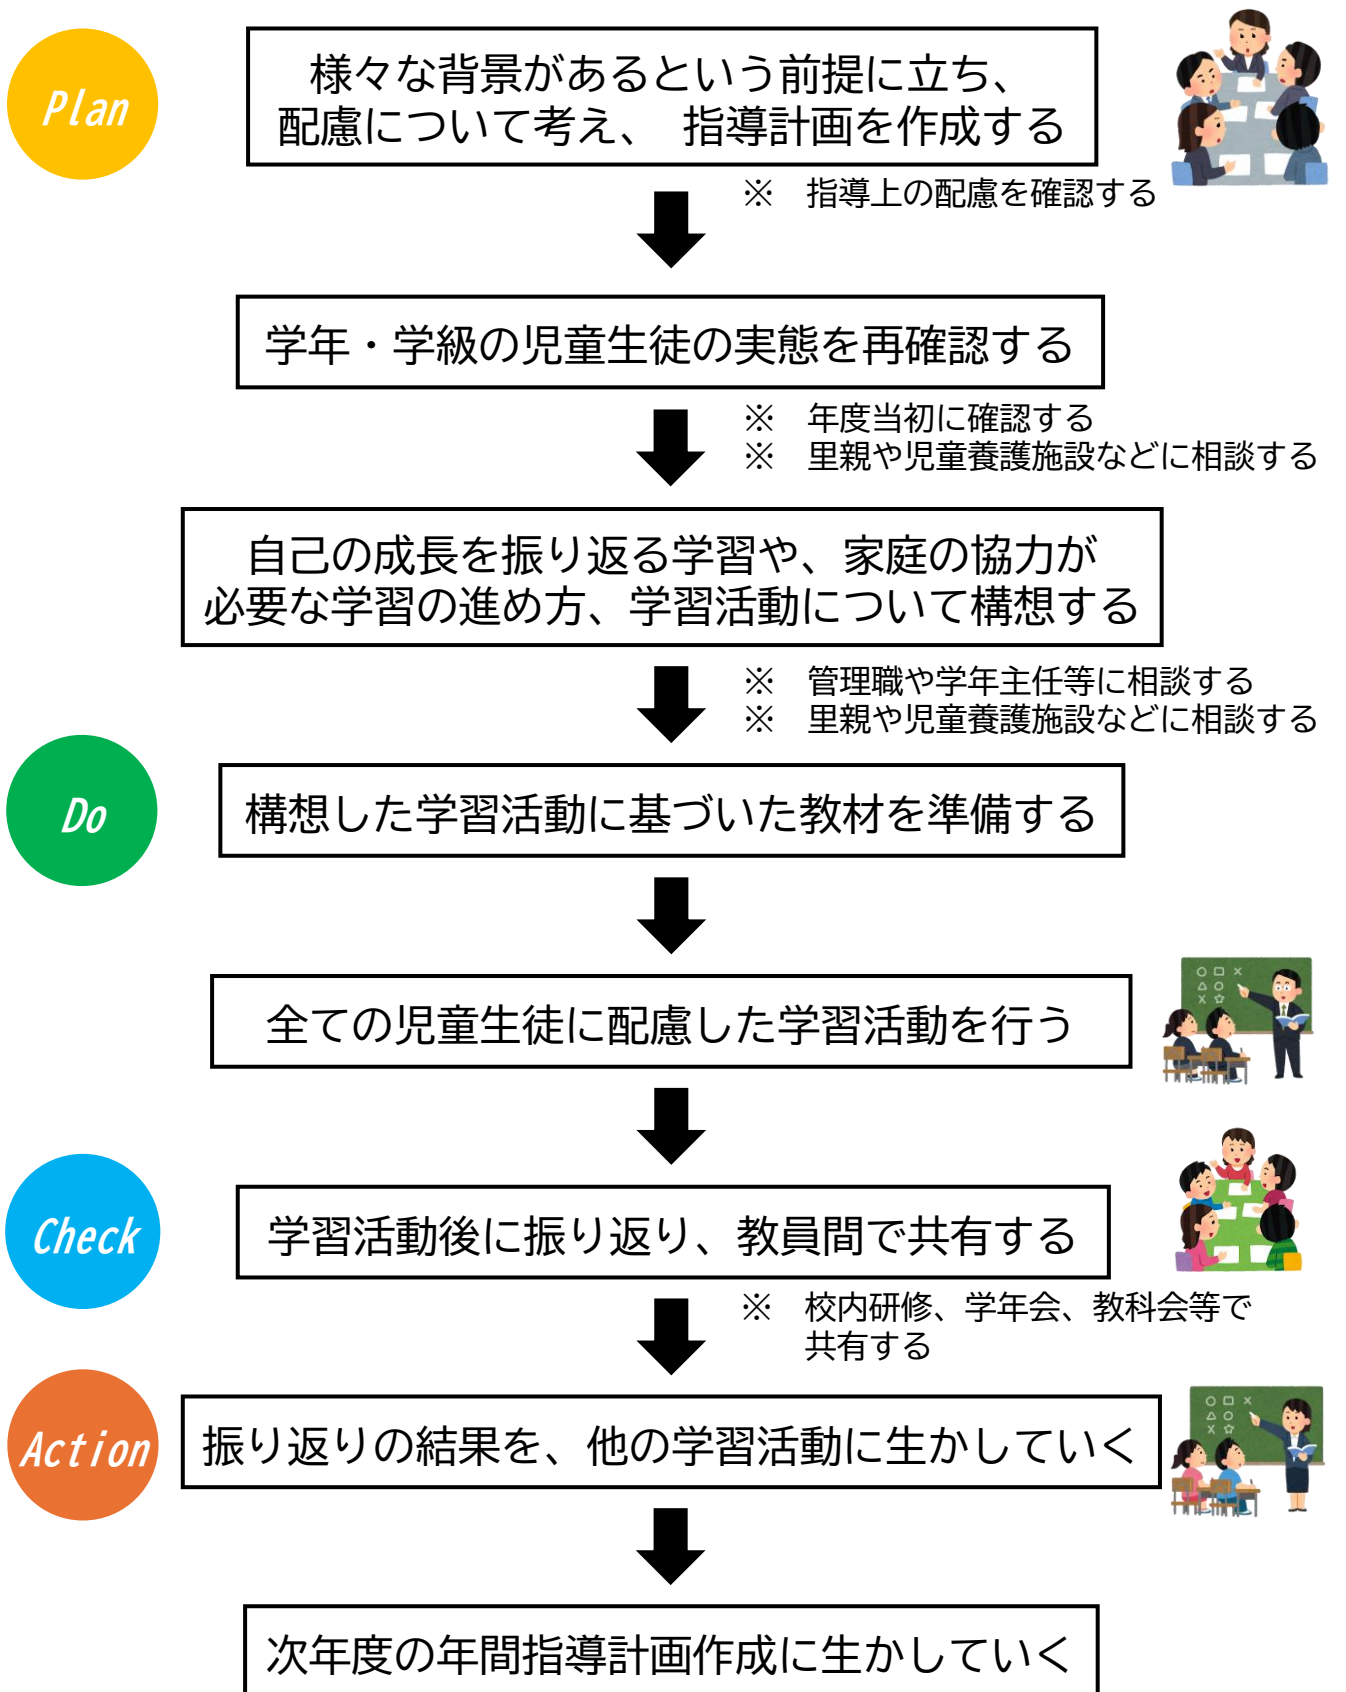 Plan
様々な背景があるという前提に立ち、
配慮について考え、 指導計画を作成する
※ 指導上の配慮を確認する
学年・学級の児童生徒の実態を再確認する
※ 年度当初に確認する
※ 里親や児童養護施設などに相談する
自己の成長を振り返る学習や、家庭の協力が
必要な学習の進め方、学習活動について構想する
※ 管理職や学年主任等に相談する
※ 里親や児童養護施設などに相談する
Do
構想した学習活動に基づいた教材を準備する
全ての児童生徒に配慮した学習活動を行う
Check
学習活動後に振り返り、教員間で共有する
※ 校内研修、学年会、教科会等で
共有する
Action
振り返りの結果を、他の学習活動に生かしていく
次年度の年間指導計画作成に生かしていく